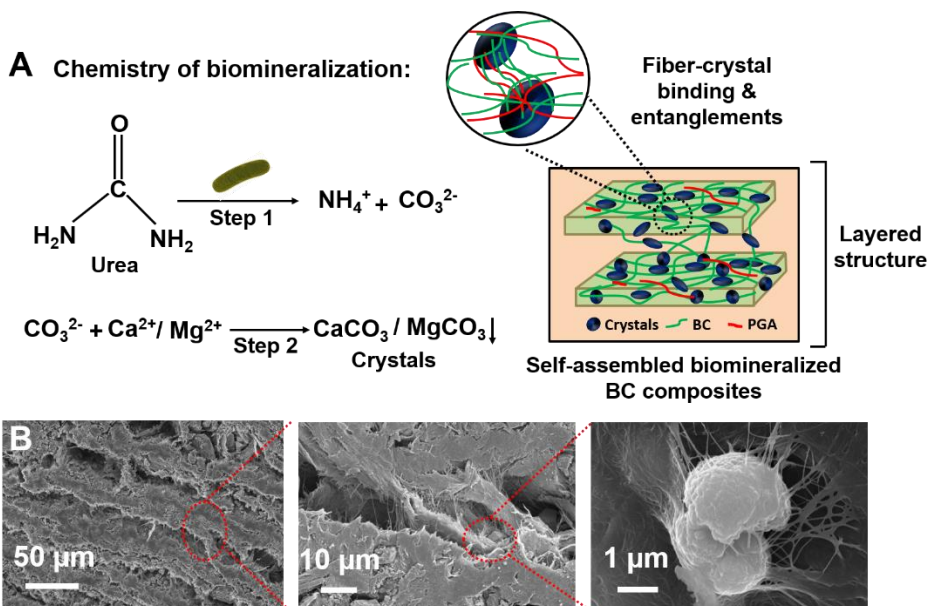 A Chemistry of biomineralization:
Fiber-crystal
binding &
entanglements
O
C
H₂N NH₂
Urea
Step 1
NH₄⁺ + CO₃²⁻
CO₃²⁻ + Ca²⁺/ Mg²⁺
Step 2
CaCO₃ / MgCO₃↓
Crystals
Crystals BC PGA
Layered
structure
Self-assembled biomineralized
BC composites
B
50 µm
10 µm
1 µm